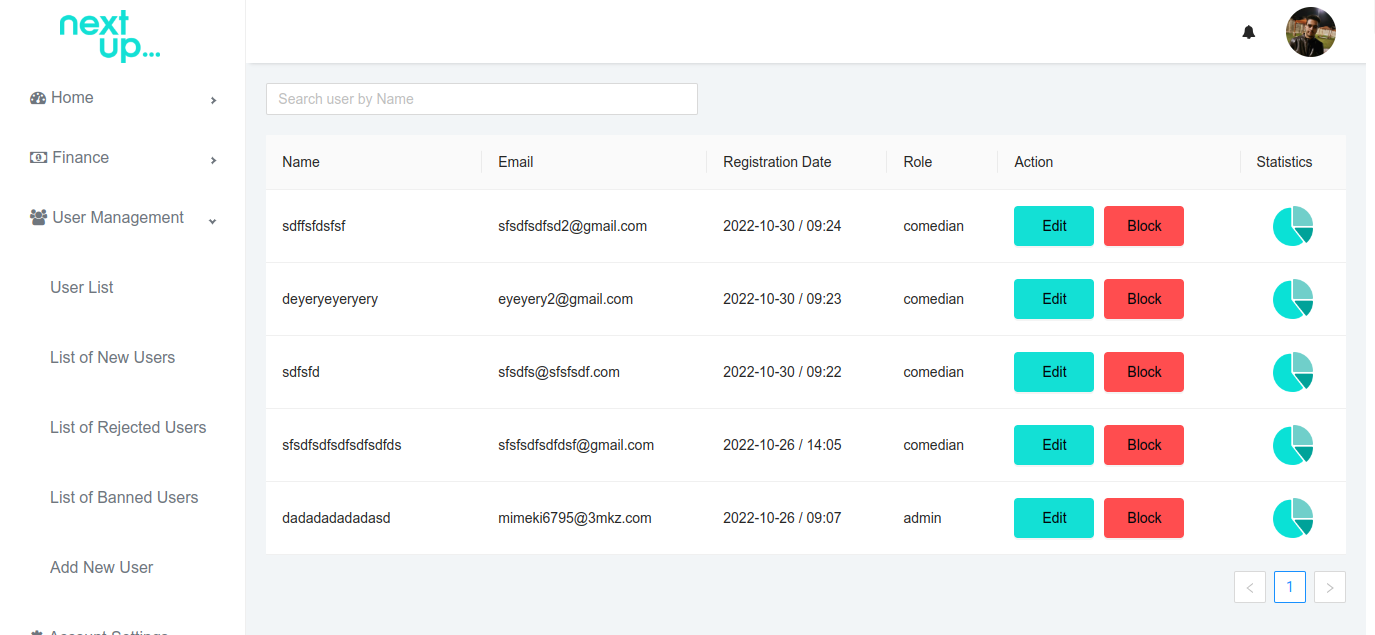 next
up...
Home
Finance
User Management
User List
List of New Users
List of Rejected Users
List of Banned Users
Add New User
Account Settings
Search user by Name
Name Email Registration Date Role Action Statistics
sdffsfdsfsf sfsdfsdfsd2@gmail.com 2022-10-30 / 09:24 comedian Edit Block
deyeryeyeryery eyeyery2@gmail.com 2022-10-30 / 09:23 comedian Edit Block
sdfsfd sfsdfs@sfsfsdf.com 2022-10-30 / 09:22 comedian Edit Block
sfsdfsdfsdfsdfsdfds sfsfsdfsdfdsf@gmail.com 2022-10-26 / 14:05 comedian Edit Block
dadadadadadasd mimeki6795@3mkz.com 2022-10-26 / 09:07 admin Edit Block
< 1 >